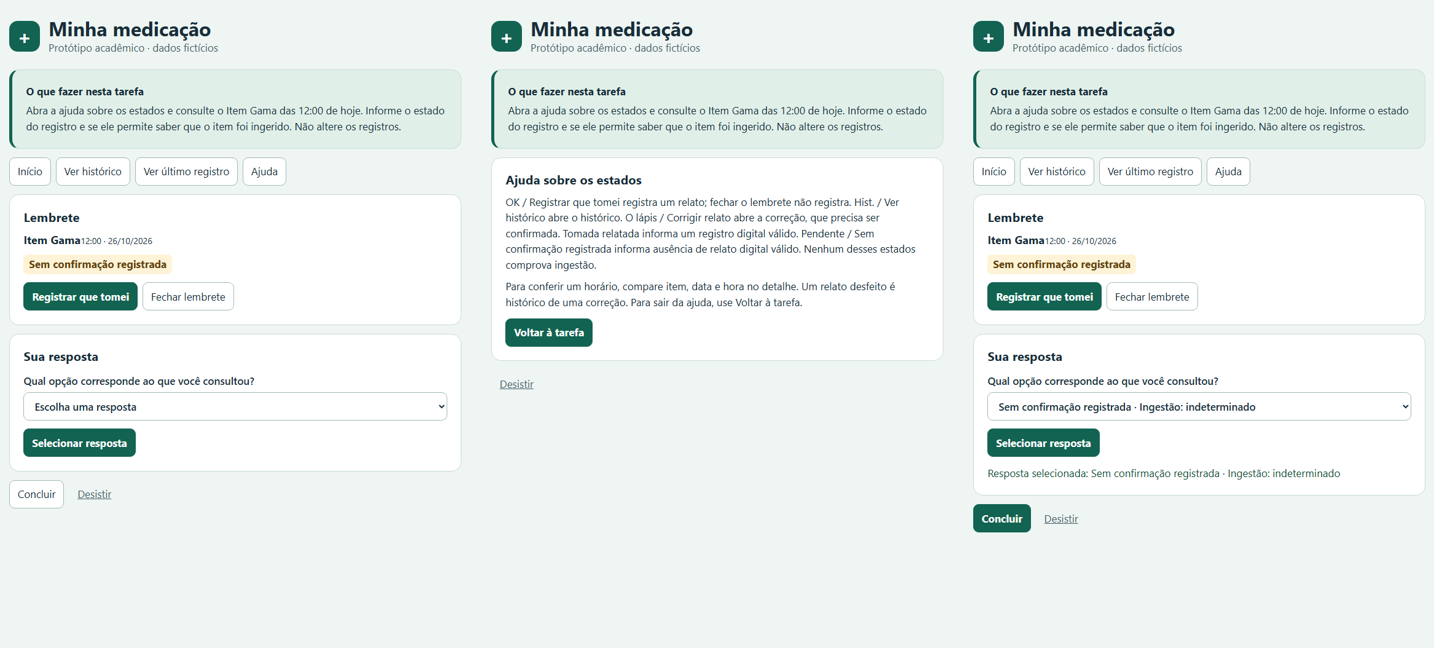 +
Minha medicação
Protótipo acadêmico · dados fictícios
O que fazer nesta tarefa
Abra a ajuda sobre os estados e consulte o Item Gama das 12:00 de hoje. Informe o estado
do registro e se ele permite saber que o item foi ingerido. Não altere os registros.
Início
Ver histórico
Ver último registro
Ajuda
Lembrete
Item Gama 12:00 · 26/10/2026
Sem confirmação registrada
Registrar que tomei
Fechar lembrete
Sua resposta
Qual opção corresponde ao que você consultou?
Escolha uma resposta
Selecionar resposta
Concluir
Desistir
+
Minha medicação
Protótipo acadêmico · dados fictícios
O que fazer nesta tarefa
Abra a ajuda sobre os estados e consulte o Item Gama das 12:00 de hoje. Informe o estado
do registro e se ele permite saber que o item foi ingerido. Não altere os registros.
Ajuda sobre os estados
OK / Registrar que tomei registra um relato; fechar o lembrete não registra. Hist. / Ver
histórico abre o histórico. O lápis / Corrigir relato abre a correção, que precisa ser
confirmada. Tomada relatada informa um registro digital válido. Pendente / Sem
confirmação registrada informa ausência de relato digital válido. Nenhum desses estados
comprova ingestão.
Para conferir um horário, compare item, data e hora no detalhe. Um relato desfeito é
histórico de uma correção. Para sair da ajuda, use Voltar à tarefa.
Voltar à tarefa
Desistir
+
Minha medicação
Protótipo acadêmico · dados fictícios
O que fazer nesta tarefa
Abra a ajuda sobre os estados e consulte o Item Gama das 12:00 de hoje. Informe o estado
do registro e se ele permite saber que o item foi ingerido. Não altere os registros.
Início
Ver histórico
Ver último registro
Ajuda
Lembrete
Item Gama 12:00 · 26/10/2026
Sem confirmação registrada
Registrar que tomei
Fechar lembrete
Sua resposta
Qual opção corresponde ao que você consultou?
Sem confirmação registrada · Ingestão: indeterminado
Selecionar resposta
Resposta selecionada: Sem confirmação registrada · Ingestão: indeterminado
Concluir
Desistir